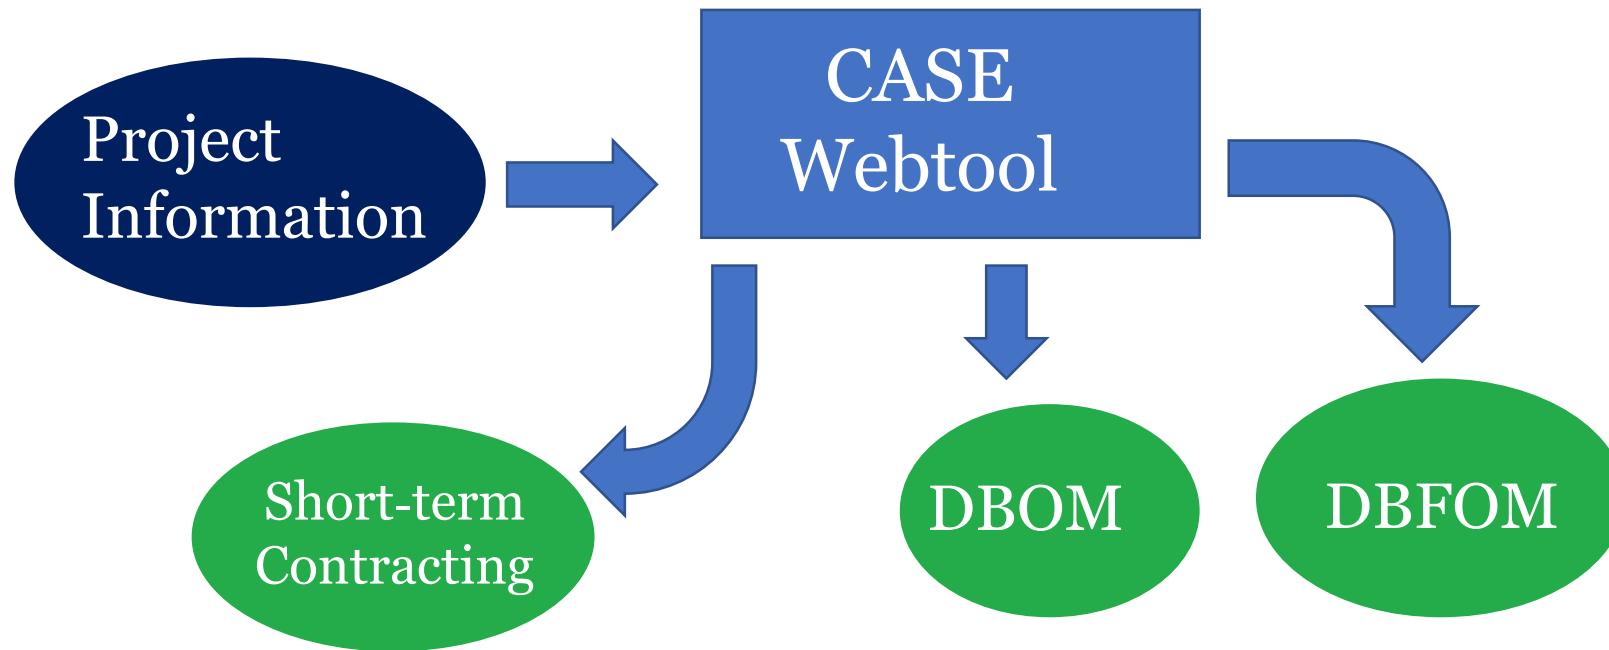 Project
Information
CASE
Webtool
Short-term
Contracting
DBOM
DBFOM